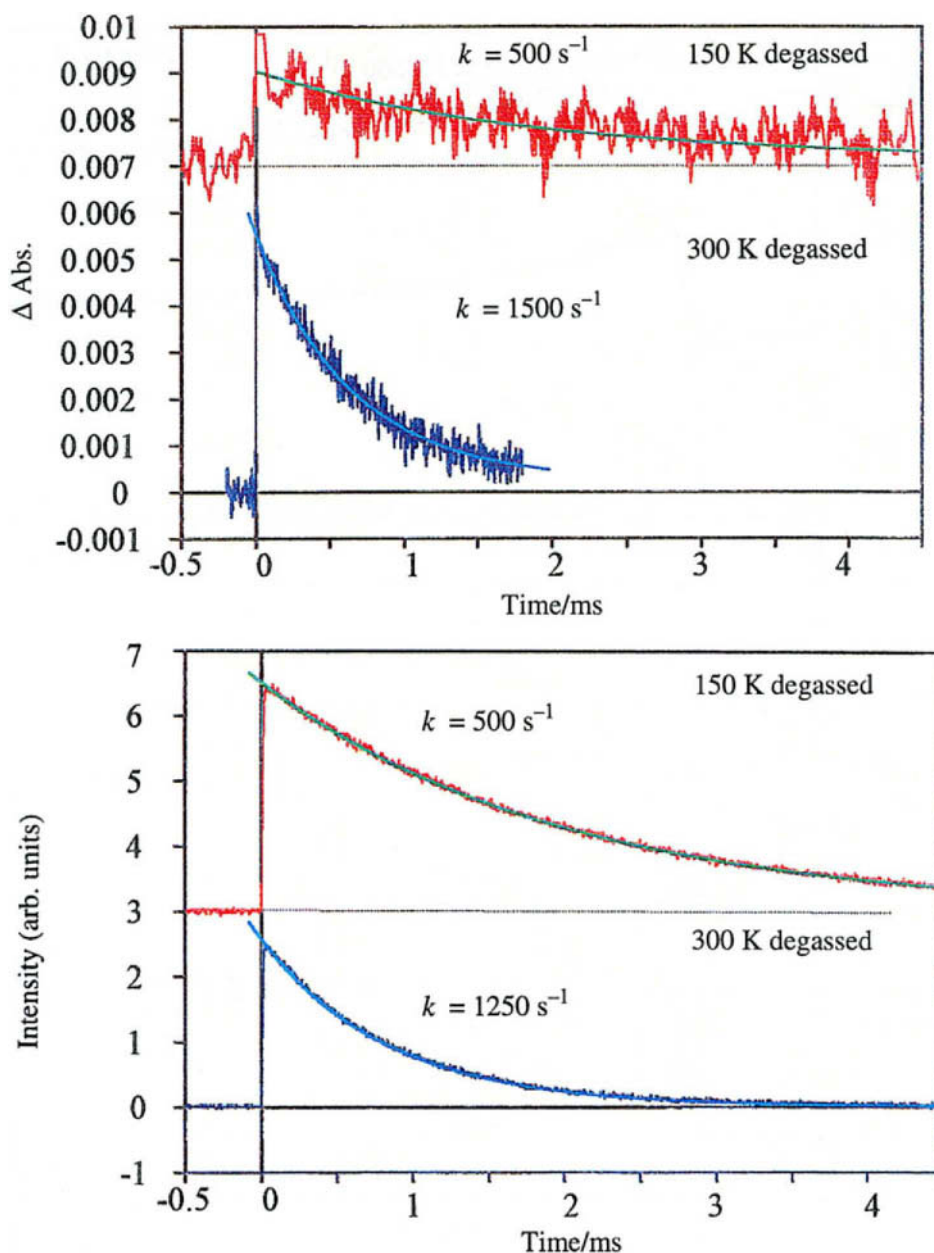 0.01
k = 500 s⁻¹
150 K degassed
0.009
0.008
0.007
0.006
300 K degassed
0.005
Δ Abs.
0.004
k = 1500 s⁻¹
0.003
0.002
0.001
0
-0.001
-0.5 0 1 2 3 4
Time/ms
7
150 K degassed
6
k = 500 s⁻¹
5
4
Intensity (arb. units)
3
300 K degassed
2
k = 1250 s⁻¹
1
0
-1
-0.5 0 1 2 3 4
Time/ms